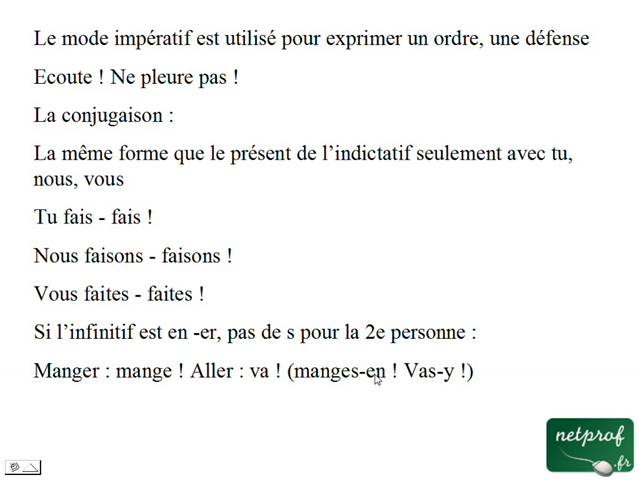 Le mode impératif est utilisé pour exprimer un ordre, une défense
Ecoute ! Ne pleure pas !
La conjugaison :
La même forme que le présent de l’indictatif seulement avec tu,
nous, vous
Tu fais - fais !
Nous faisons - faisons !
Vous faites - faites !
Si l’infinitif est en -er, pas de s pour la 2e personne :
Manger : mange ! Aller : va ! (manges-en ! Vas-y !)
netprof
.fr